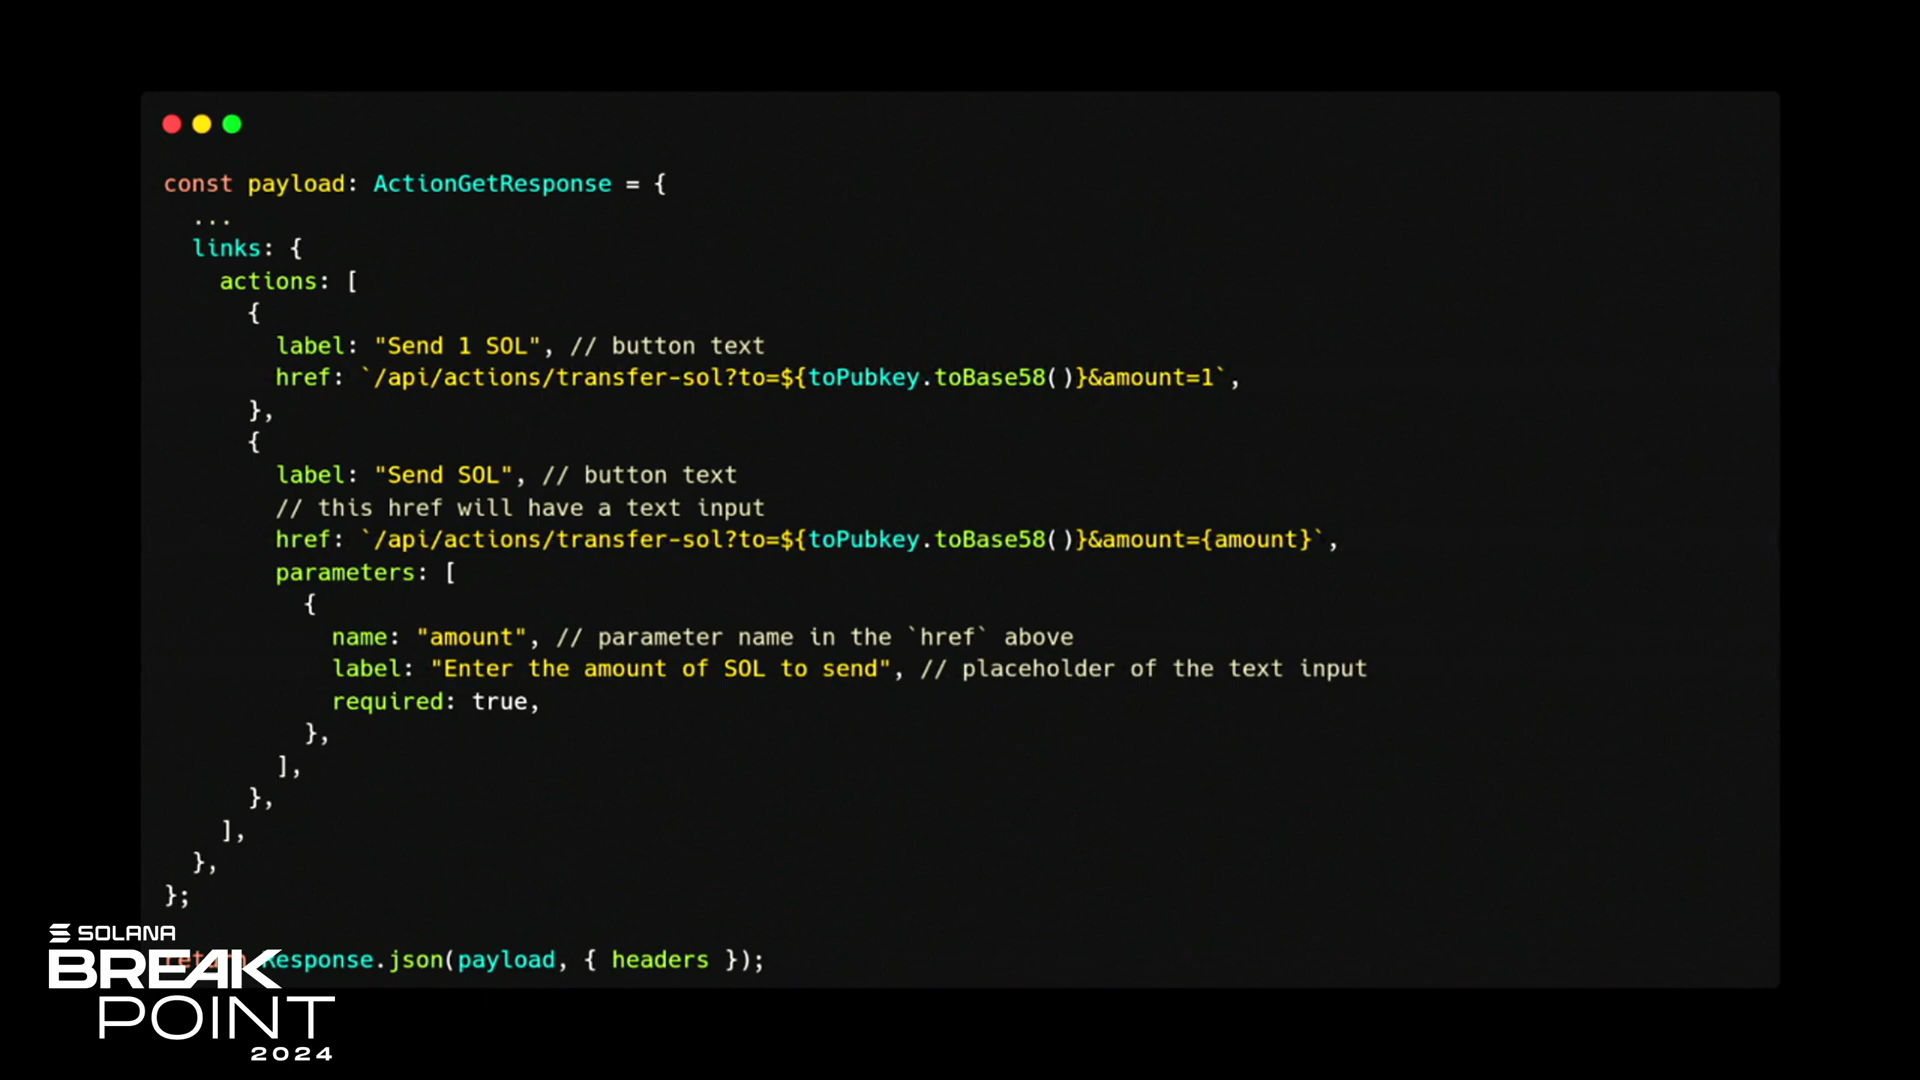 const payload: ActionGetResponse = {
  ...
  links: {
    actions: [
      {
        label: "Send 1 SOL", // button text
        href: `/api/actions/transfer-sol?to=${toPubkey.toBase58()}&amount=1`,
      },
      {
        label: "Send SOL", // button text
        // this href will have a text input
        href: `/api/actions/transfer-sol?to=${toPubkey.toBase58()}&amount={amount}`,
        parameters: [
          {
            name: "amount", // parameter name in the `href` above
            label: "Enter the amount of SOL to send", // placeholder of the text input
            required: true,
          },
        ],
      },
    ],
  },
};
return Response.json(payload, { headers });
SOLANA
BREAK
POINT
2024